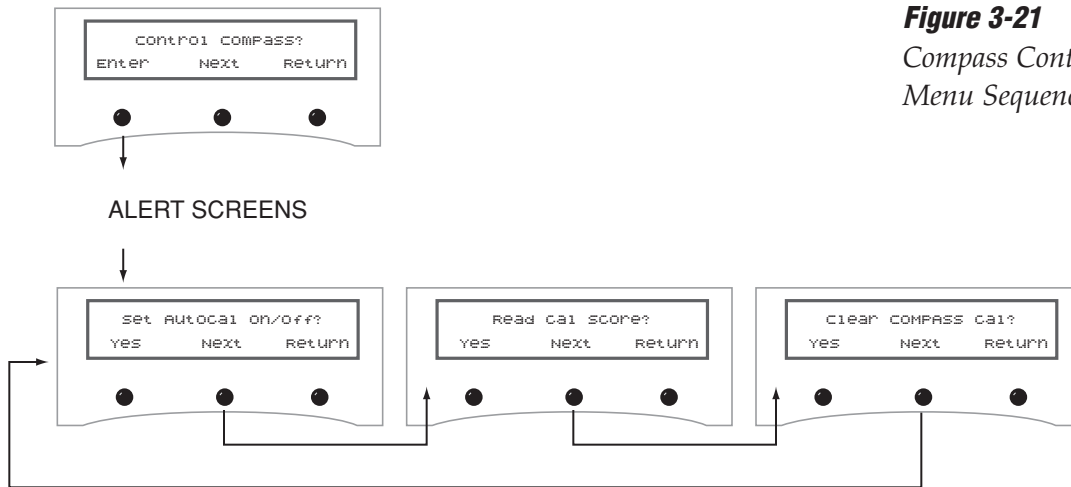 Figure 3-21
Compass Cont
Menu Sequenc
Control Compass?
Enter Next Return
ALERT SCREENS
Set AutoCal On/Off?
Yes Next Return
Read Cal Score?
Yes Next Return
Clear COMPASS Cal?
Yes Next Return